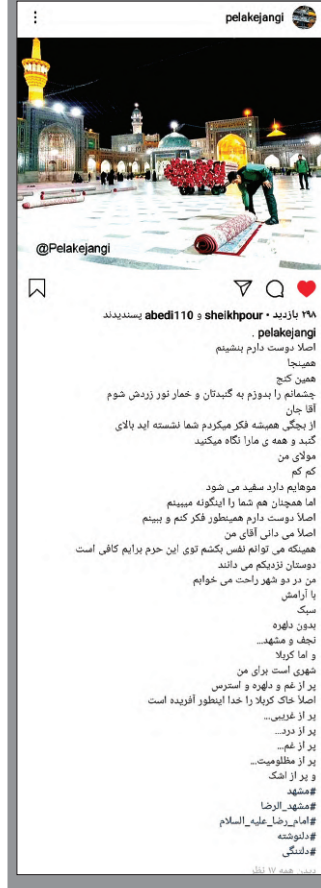 pelakejangi
@Pelakejangi
۲۹۸ بازدید • sheikhpour و abedi110 پسندیدند
pelakejangi .
اصلا دوست دارم بنشینم
همینجا
همین کنج
چشمانم را بدوزم به گنبدتان و خمار نور زردش شوم
آقا جان
از بچگی همیشه فکر میکردم شما نشسته اید بالای
گنبد و همه ی مارا نگاه میکنید
مولای من
کم کم
موهایم دارد سفید می شود
اما همچنان هم شما را اینگونه میبینم
اصلاً دوست دارم همینطور فکر کنم و ببینم
اصلاً می دانی آقای من
همینکه می توانم نفس بکشم توی این حرم برایم کافی است
دوستان نزدیکم می دانند
من در دو شهر راحت می خوابم
با آرامش
سبک
بدون دلهره
نجف و مشهد...
و اما کربلا
شهری است برای من
پر از غم و دلهره و استرس
اصلاً خاک کربلا را خدا اینطور آفریده است
پر از غریبی...
پر از درد...
پر از غم...
پر از مظلومیت...
و پر از اشک
#مشهد
#مشهد_الرضا
#امام_رضا_علیه_السلام
#دلنوشته
#دلتنگی
دیدن همه ۱۷ نظر